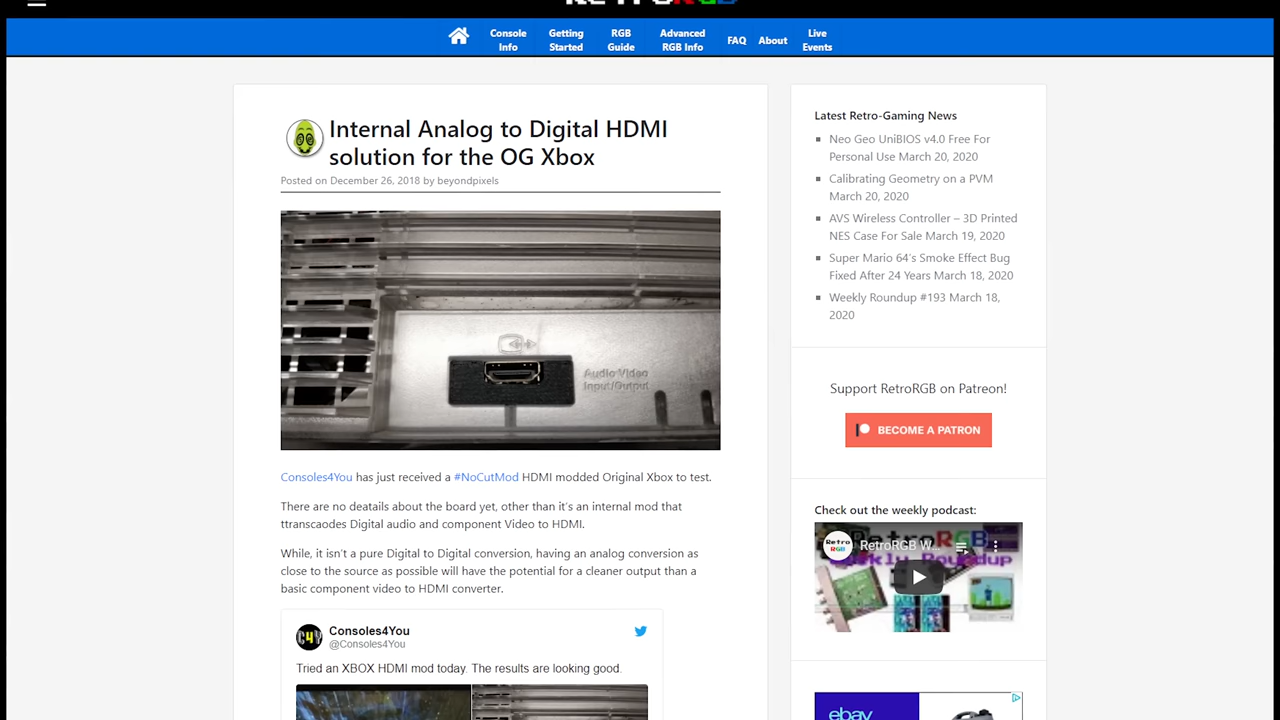 RETRORGB
Console
Info
Getting
Started
RGB
Guide
Advanced
RGB Info
FAQ
About
Live
Events
Internal Analog to Digital HDMI
solution for the OG Xbox
Posted on December 26, 2018 by beyondpixels
Audio Video
Input/Output
Consoles4You has just received a #NoCutMod HDMI modded Original Xbox to test.
There are no deatails about the board yet, other than it's an internal mod that
ttranscaodes Digital audio and component Video to HDMI.
While, it isn't a pure Digital to Digital conversion, having an analog conversion as
close to the source as possible will have the potential for a cleaner output than a
basic component video to HDMI converter.
C4Y
Consoles4You
@Consoles4You
Tried an XBOX HDMI mod today. The results are looking good.
Latest Retro-Gaming News
Neo Geo UniBIOS v4.0 Free For
Personal Use March 20, 2020
Calibrating Geometry on a PVM
March 20, 2020
AVS Wireless Controller – 3D Printed
NES Case For Sale March 19, 2020
Super Mario 64's Smoke Effect Bug
Fixed After 24 Years March 18, 2020
Weekly Roundup #193 March 18,
2020
Support RetroRGB on Patreon!
BECOME A PATRON
Check out the weekly podcast:
Retro
RGB
RetroRGB W...
Weekly Roundup
ebay